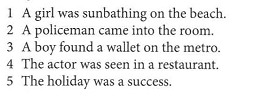 1 A girl was sunbathing on the beach.
2 A policeman came into the room.
3 A boy found a wallet on the metro.
4 The actor was seen in a restaurant.
5 The holiday was a success.